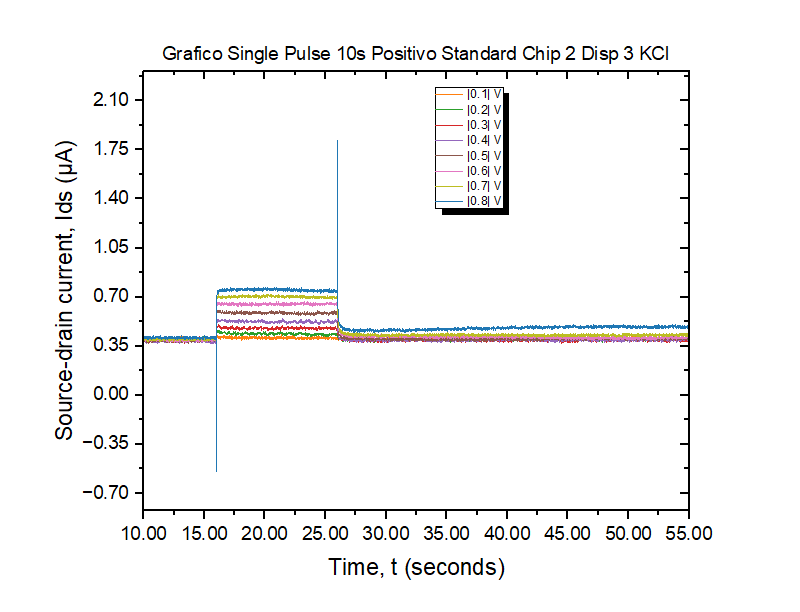 Grafico Single Pulse 10s Positivo Standard Chip 2 Disp 3 KCl
|0.1| V
|0.2| V
|0.3| V
|0.4| V
|0.5| V
|0.6| V
|0.7| V
|0.8| V
Source-drain current, Ids (μA)
2.10
1.75
1.40
1.05
0.70
0.35
0.00
−0.35
−0.70
10.00 15.00 20.00 25.00 30.00 35.00 40.00 45.00 50.00 55.00
Time, t (seconds)